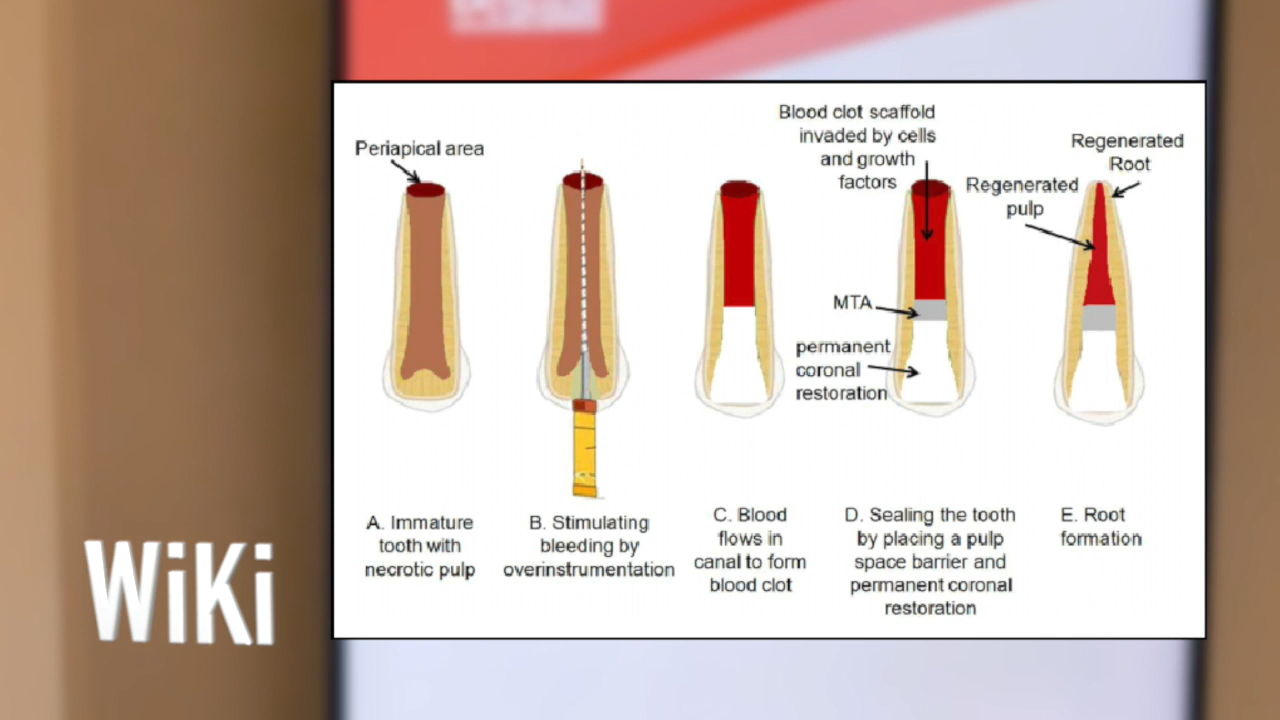 Periapical area
Blood clot scaffold
invaded by cells
and growth
factors
Regenerated
Root
Regenerated
pulp
MTA
permanent
coronal
restoration
A. Immature
tooth with
necrotic pulp
B. Stimulating
bleeding by
overinstrumentation
C. Blood
flows in
canal to form
blood clot
D. Sealing the tooth
by placing a pulp
space barrier and
permanent coronal
restoration
E. Root
formation
WiKi